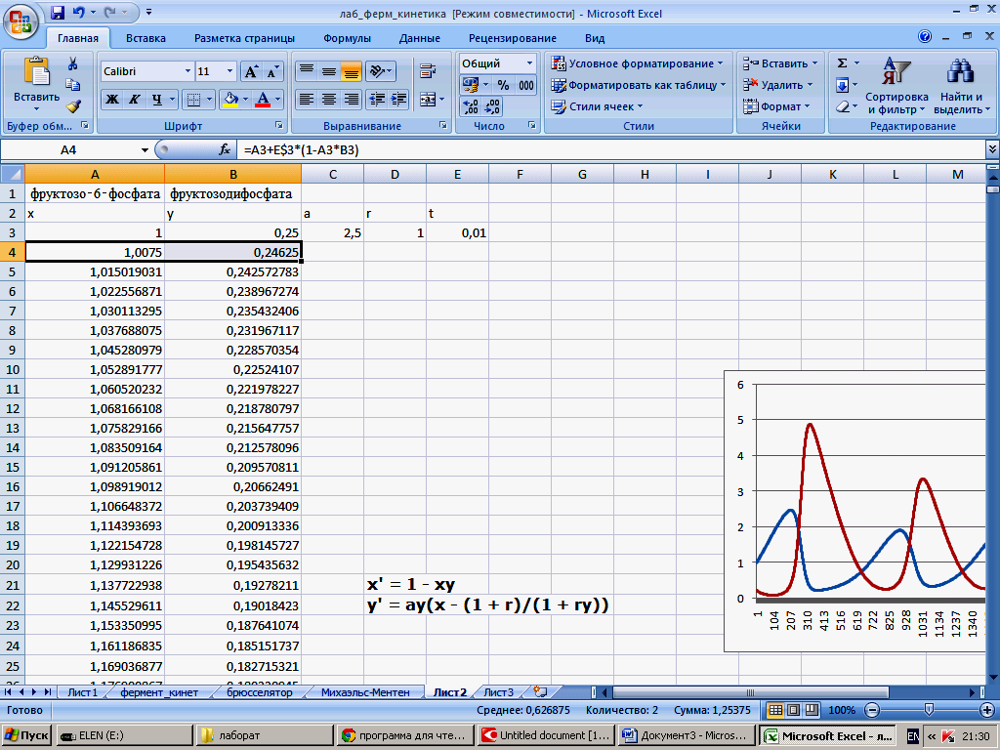 лаб_ферм_кинетика [Режим совместимости] - Microsoft Excel
Главная Вставка Разметка страницы Формулы Данные Рецензирование Вид
Вставить Calibri 11 Общий Условное форматирование Вставить Сортировка и фильтр Найти и выделить
Ж К Ч % 000 Форматировать как таблицу Удалить
Стили ячеек Формат
Буфер обм... Шрифт Выравнивание Число Стили Ячейки Редактирование
A4 fx =A3+E$3*(1-A3*B3)
A B C D E F G H I J K L M
1 фруктозо-6-фосфата фруктозодифосфата
2 x y a r t
3 1 0,25 2,5 1 0,01
4 1,0075 0,24625
5 1,015019031 0,242572783
6 1,022556871 0,238967274
7 1,030113295 0,235432406
8 1,037688075 0,231967117
9 1,045280979 0,228570354
10 1,052891777 0,22524107
11 1,060520232 0,221978227
12 1,068166108 0,218780797
13 1,075829166 0,215647757
14 1,083509164 0,212578096
15 1,091205861 0,209570811
16 1,098919012 0,20662491
17 1,106648372 0,203739409
18 1,114393693 0,200913336
19 1,122154728 0,198145727
20 1,129931226 0,195435632
21 1,137722938 0,19278211
22 1,145529611 0,19018423
23 1,153350995 0,187641074
24 1,161186835 0,185151737
25 1,169036877 0,182715321
x' = 1 - xy
y' = ay(x - (1 + r)/(1 + ry))
6
5
4
3
2
1
0
1 104 207 310 413 516 619 722 825 928 1031 1134 1237 1340
Лист1 фермент_кинет брюсселятор Михаэльс-Ментен Лист2 Лист3
Готово Среднее: 0,626875 Количество: 2 Сумма: 1,25375 100%
Пуск ELEN (E:) лаборат программа для чте... Untitled document [1... Документ3 - Micros... Microsoft Excel - л... EN 21:30